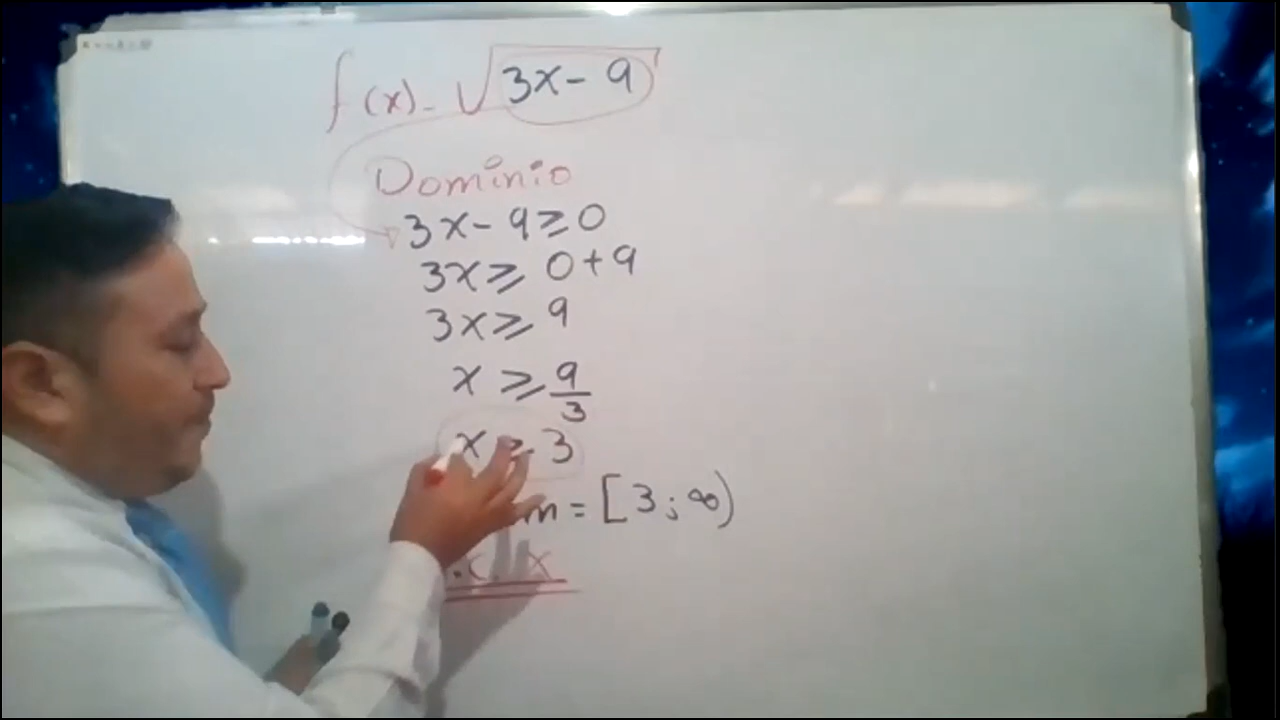 f(x) = √3x - 9
Dominio
3x - 9 ≥ 0
3x ≥ 0 + 9
3x ≥ 9
x ≥ 9/3
x ≥ 3
m = [3; ∞)
x